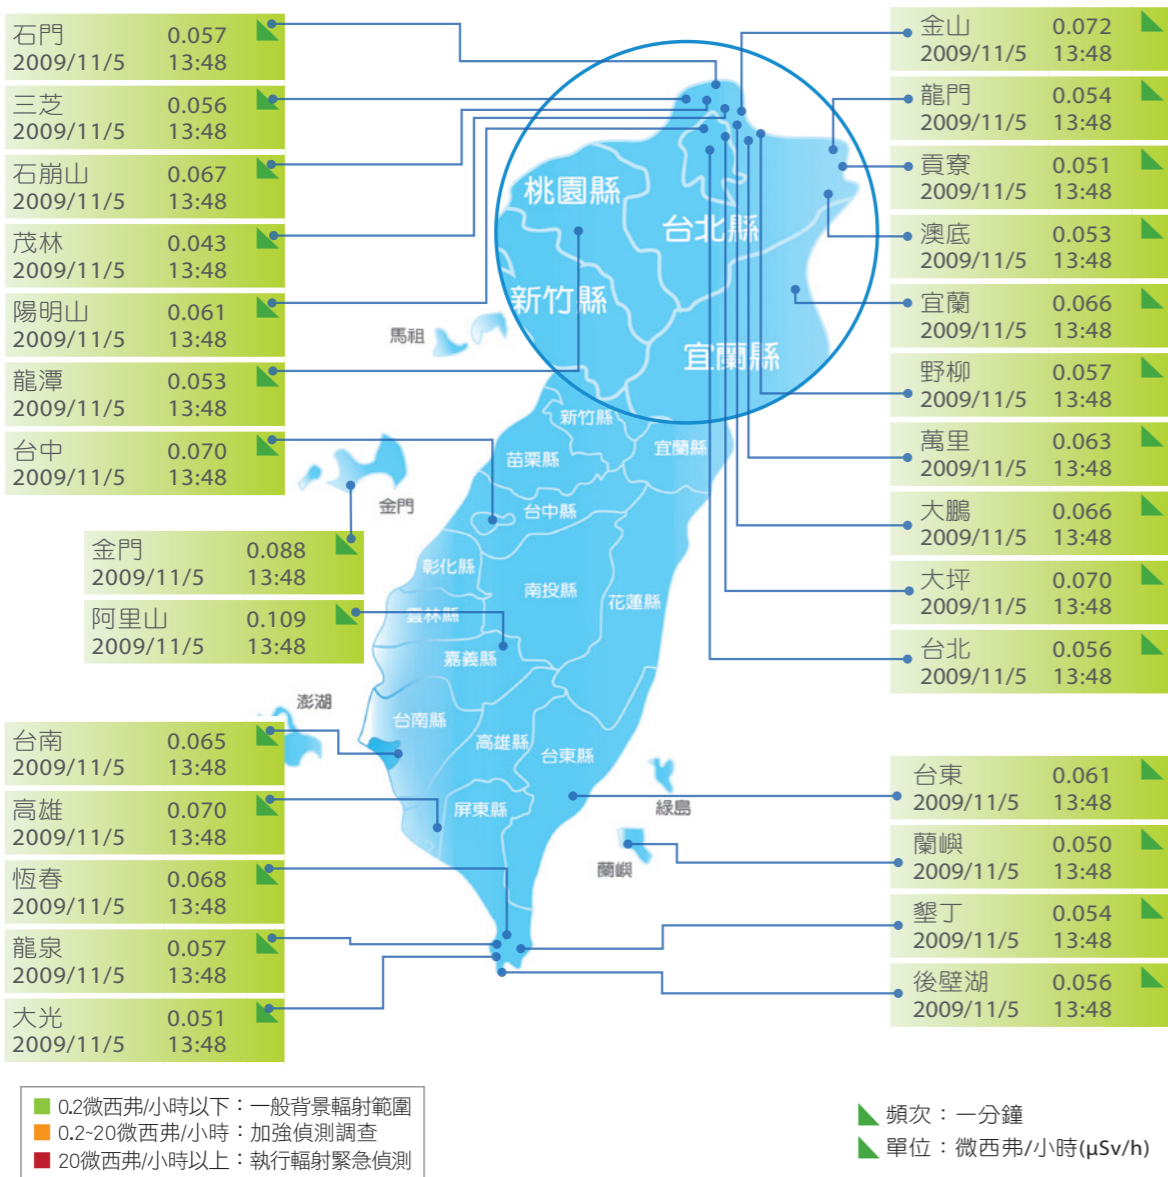 石門 0.057
2009/11/5 13:48
三芝 0.056
2009/11/5 13:48
石崩山 0.067
2009/11/5 13:48
茂林 0.043
2009/11/5 13:48
陽明山 0.061
2009/11/5 13:48
龍潭 0.053
2009/11/5 13:48
台中 0.070
2009/11/5 13:48
金門 0.088
2009/11/5 13:48
阿里山 0.109
2009/11/5 13:48
台南 0.065
2009/11/5 13:48
高雄 0.070
2009/11/5 13:48
恆春 0.068
2009/11/5 13:48
龍泉 0.057
2009/11/5 13:48
大光 0.051
2009/11/5 13:48
桃園縣
台北縣
新竹縣
宜蘭縣
馬祖
新竹縣
宜蘭縣
苗栗縣
金門
台中縣
彰化縣
南投縣
花蓮縣
雲林縣
嘉義縣
澎湖
台南縣
高雄縣
台東縣
屏東縣
綠島
蘭嶼
金山 0.072
2009/11/5 13:48
龍門 0.054
2009/11/5 13:48
貢寮 0.051
2009/11/5 13:48
澳底 0.053
2009/11/5 13:48
宜蘭 0.066
2009/11/5 13:48
野柳 0.057
2009/11/5 13:48
萬里 0.063
2009/11/5 13:48
大鵬 0.066
2009/11/5 13:48
大坪 0.070
2009/11/5 13:48
台北 0.056
2009/11/5 13:48
台東 0.061
2009/11/5 13:48
蘭嶼 0.050
2009/11/5 13:48
墾丁 0.054
2009/11/5 13:48
後壁湖 0.056
2009/11/5 13:48
0.2微西弗/小時以下：一般背景輻射範圍
0.2~20微西弗/小時：加強偵測調查
20微西弗/小時以上：執行輻射緊急偵測
頻次：一分鐘
單位：微西弗/小時(μSv/h)